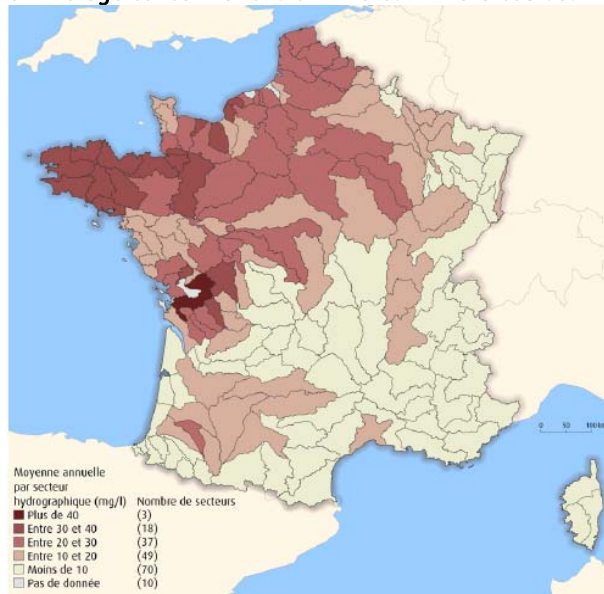 Moyenne annuelle
par secteur
hydrographique (mg/l) Nombre de secteurs
Plus de 40 (3)
Entre 30 et 40 (18)
Entre 20 et 30 (37)
Entre 10 et 20 (49)
Moins de 10 (70)
Pas de donnée (10)
0 50 100